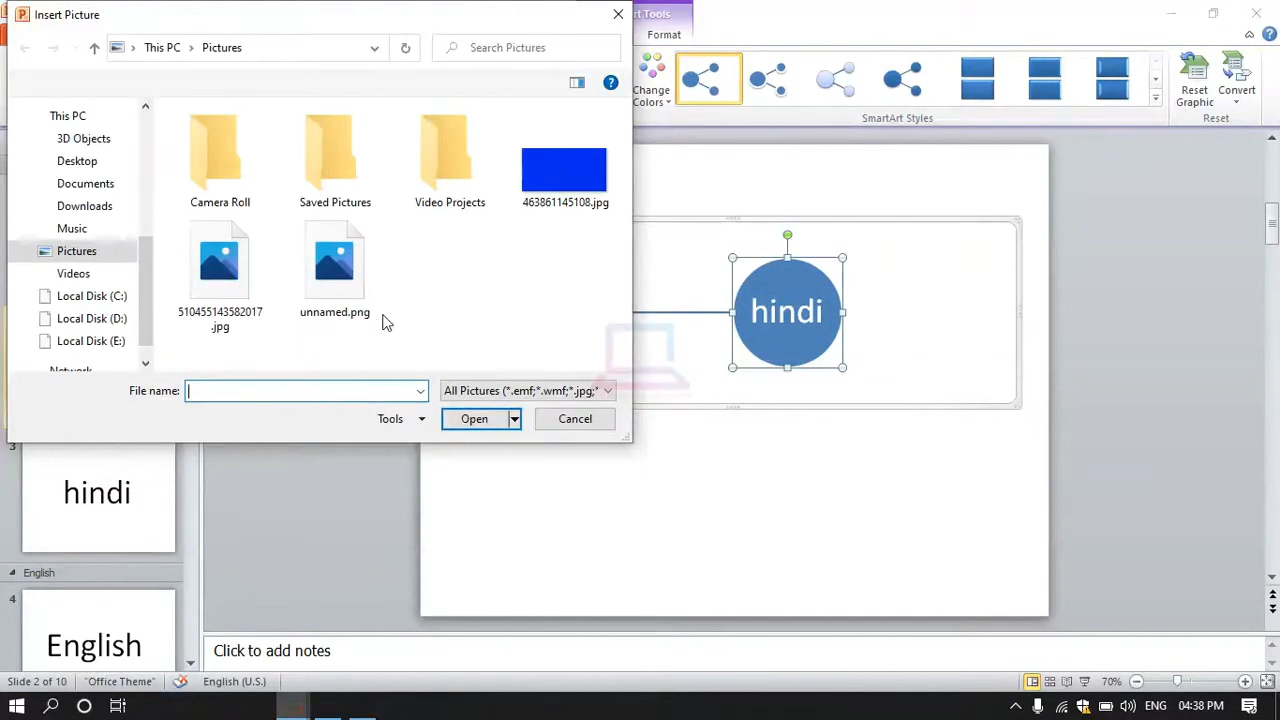 Insert Picture
rt Tools
Format
This PC
Pictures
Search Pictures
Change
Colors
Reset
Graphic
Convert
SmartArt Styles
Reset
This PC
3D Objects
Desktop
Documents
Downloads
Music
Pictures
Videos
Local Disk (C:)
Local Disk (D:)
Local Disk (E:)
Camera Roll
Saved Pictures
Video Projects
463861145108.jpg
510455143582017
.jpg
unnamed.png
File name:
All Pictures (*.emf;*.wmf;*.jpg;*
Tools
Open
Cancel
hindi
3
hindi
English
4
English
Click to add notes
Slide 2 of 10
"Office Theme"
English (U.S.)
70%
ENG
04:38 PM